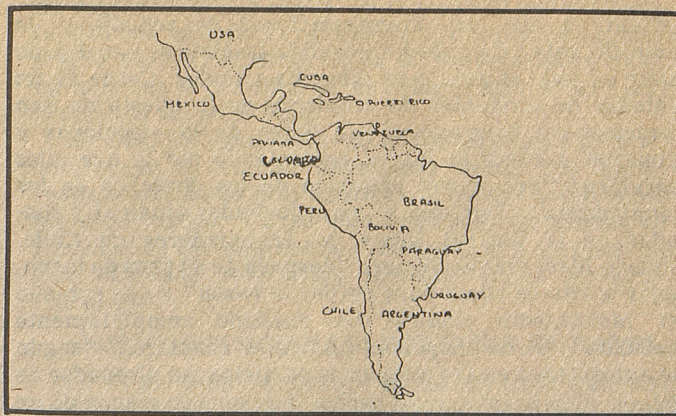 USA
CUBA
MEXICO
PUERTO RICO
VENEZUELA
PANAMA
ECUADOR
PERU
BRASIL
BOLIVIA
PARAGUAY
URUGUAY
CHILE
ARGENTINA